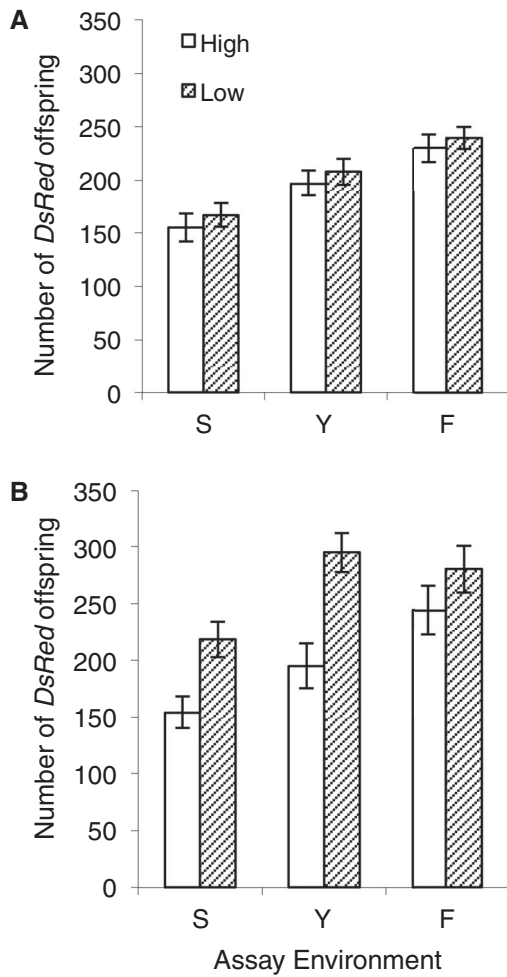 A
Number of DsRed offspring
350
300
250
200
150
100
50
0
High
Low
S Y F
B
Number of DsRed offspring
350
300
250
200
150
100
50
0
S Y F
Assay Environment